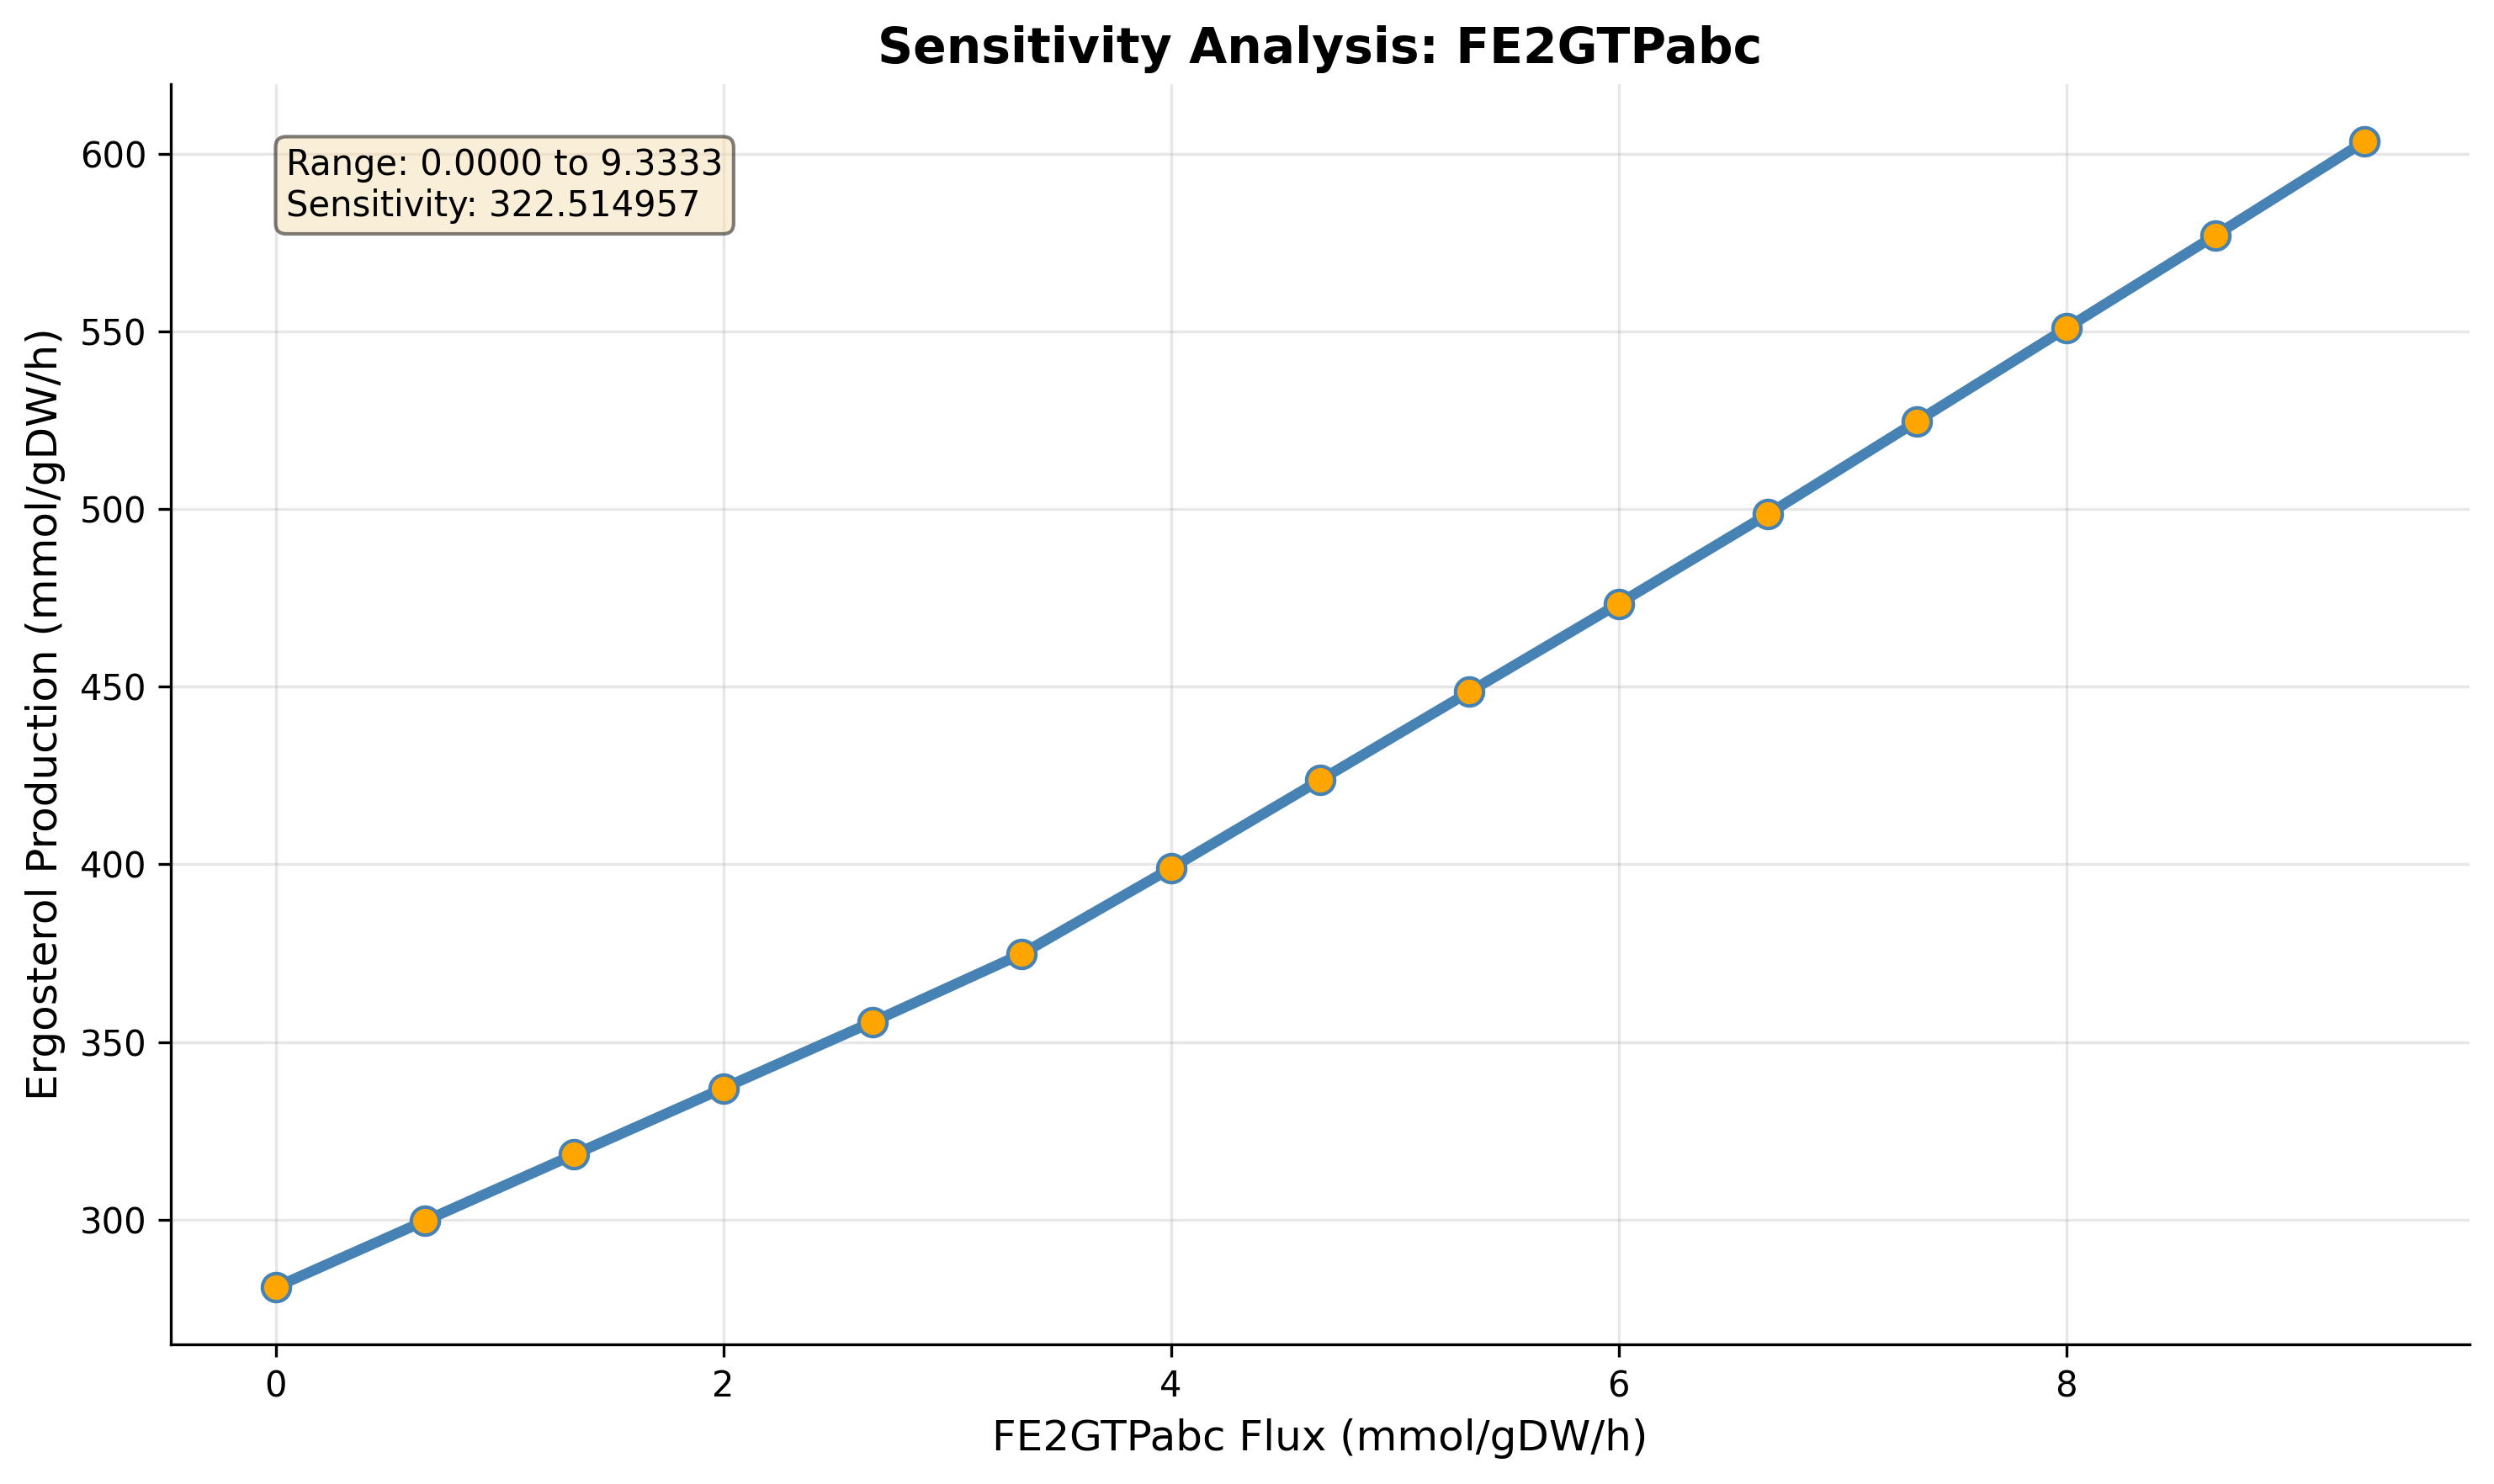 Sensitivity Analysis: FE2GTPabc
Range: 0.0000 to 9.3333
Sensitivity: 322.514957
Ergosterol Production (mmol/gDW/h)
600
550
500
450
400
350
300
0 2 4 6 8
FE2GTPabc Flux (mmol/gDW/h)